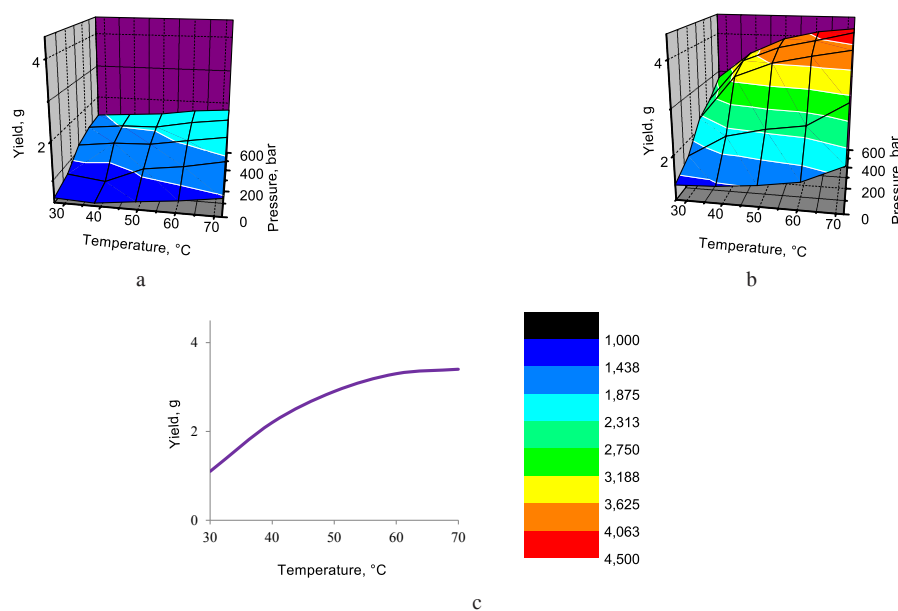 4
2
Yield, g
30 40 50 60 70
Temperature, °C
600
400
200
0
Pressure, bar
a
4
2
Yield, g
30 40 50 60 70
Temperature, °C
600
400
200
0
Pressure, bar
b
4
2
0
Yield, g
30 40 50 60 70
Temperature, °C
1,000
1,438
1,875
2,313
2,750
3,188
3,625
4,063
4,500
c